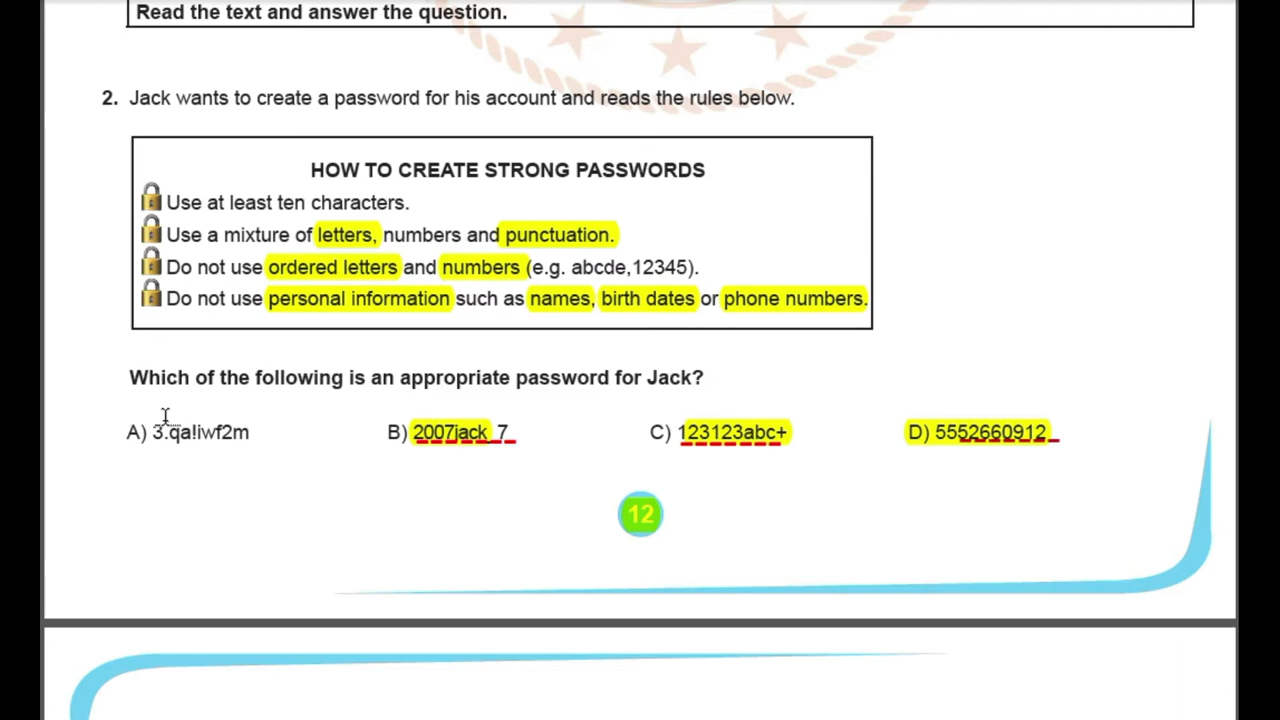 Read the text and answer the question.
2. Jack wants to create a password for his account and reads the rules below.
HOW TO CREATE STRONG PASSWORDS
Use at least ten characters.
Use a mixture of letters, numbers and punctuation.
Do not use ordered letters and numbers (e.g. abcde,12345).
Do not use personal information such as names, birth dates or phone numbers.
Which of the following is an appropriate password for Jack?
A) 3.qa!iwf2m B) 2007jack_7 C) 123123abc+ D) 5552660912
12